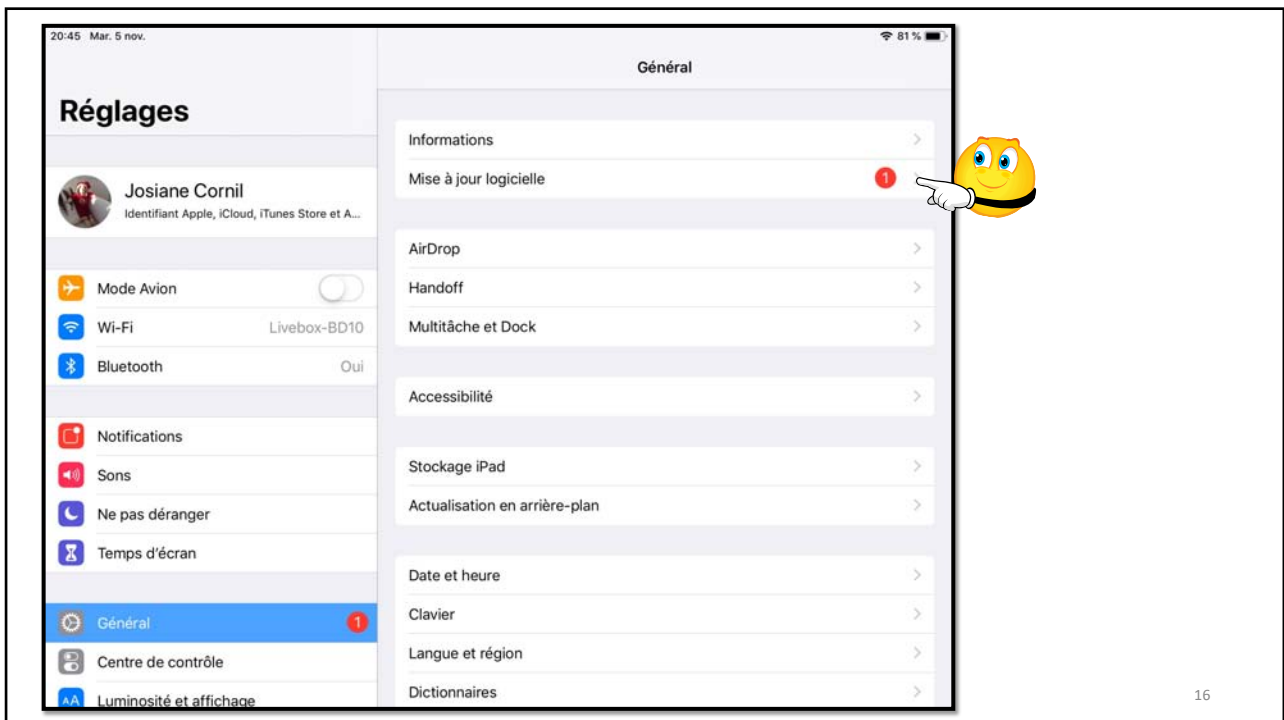 20:45 Mar. 5 nov.
81 %
Réglages
Josiane Cornil
Identifiant Apple, iCloud, iTunes Store et A...
Mode Avion
Wi-Fi Livebox-BD10
Bluetooth Oui
Notifications
Sons
Ne pas déranger
Temps d'écran
Général 1
Centre de contrôle
AA Luminosité et affichage
Général
Informations
Mise à jour logicielle 1
AirDrop
Handoff
Multitâche et Dock
Accessibilité
Stockage iPad
Actualisation en arrière-plan
Date et heure
Clavier
Langue et région
Dictionnaires
16